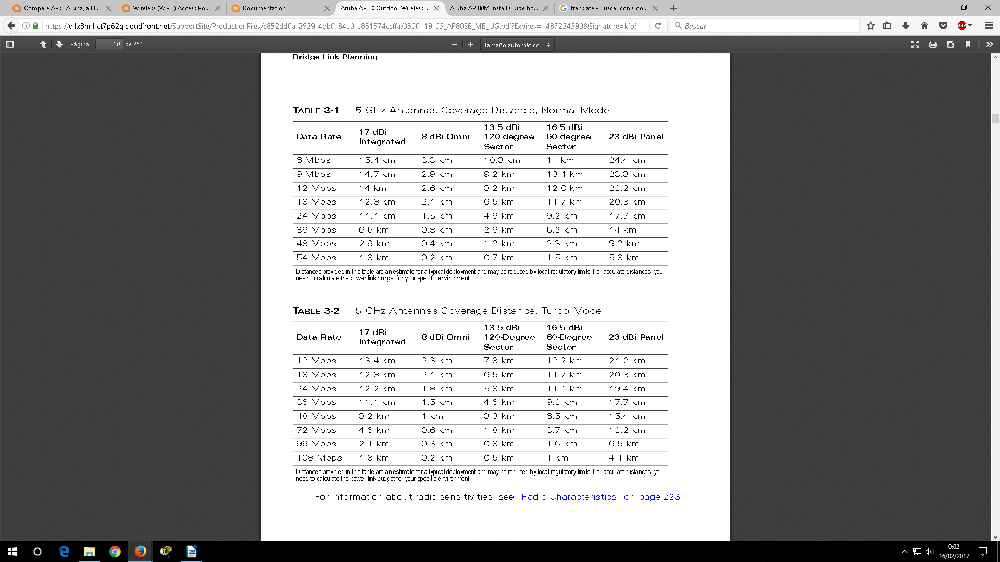 Compare APs | Aruba, a H...
Wireless (Wi-Fi) Access Po...
Documentation
Aruba AP 80 Outdoor Wireless...
Aruba AP 80M Install Guide.bo...
translate - Buscar con Goo...
https://d1x3hnhct7p62q.cloudfront.net/SupportSite/ProductionFiles/e852dd0a-2929-4db0-84a0-a851374ceffa/0500119-03_AP80SB_MB_UG.pdf?Expires=1487224390&Signature=kfoE
Buscar
ABP
Página: 30 de 254
Tamaño automático
Bridge Link Planning
TABLE 3-1 5 GHz Antennas Coverage Distance, Normal Mode
Data Rate 17 dBi Integrated 8 dBi Omni 13.5 dBi 120-degree Sector 16.5 dBi 60-degree Sector 23 dBi Panel
6 Mbps 15.4 km 3.3 km 10.3 km 14 km 24.4 km
9 Mbps 14.7 km 2.9 km 9.2 km 13.4 km 23.3 km
12 Mbps 14 km 2.6 km 8.2 km 12.8 km 22.2 km
18 Mbps 12.8 km 2.1 km 6.5 km 11.7 km 20.3 km
24 Mbps 11.1 km 1.5 km 4.6 km 9.2 km 17.7 km
36 Mbps 6.5 km 0.8 km 2.6 km 5.2 km 14 km
48 Mbps 2.9 km 0.4 km 1.2 km 2.3 km 9.2 km
54 Mbps 1.8 km 0.2 km 0.7 km 1.5 km 5.8 km
Distances provided in this table are an estimate for a typical deployment and may be reduced by local regulatory limits. For accurate distances, you
need to calculate the power link budget for your specific environment.
TABLE 3-2 5 GHz Antennas Coverage Distance, Turbo Mode
Data Rate 17 dBi Integrated 8 dBi Omni 13.5 dBi 120-Degree Sector 16.5 dBi 60-Degree Sector 23 dBi Panel
12 Mbps 13.4 km 2.3 km 7.3 km 12.2 km 21.2 km
18 Mbps 12.8 km 2.1 km 6.5 km 11.7 km 20.3 km
24 Mbps 12.2 km 1.8 km 5.8 km 11.1 km 19.4 km
36 Mbps 11.1 km 1.5 km 4.6 km 9.2 km 17.7 km
48 Mbps 8.2 km 1 km 3.3 km 6.5 km 15.4 km
72 Mbps 4.6 km 0.6 km 1.8 km 3.7 km 12.2 km
96 Mbps 2.1 km 0.3 km 0.8 km 1.6 km 6.5 km
108 Mbps 1.3 km 0.2 km 0.5 km 1 km 4.1 km
Distances provided in this table are an estimate for a typical deployment and may be reduced by local regulatory limits. For accurate distances, you
need to calculate the power link budget for your specific environment.
For information about radio sensitivities, see “Radio Characteristics” on page 223.
0:02
16/02/2017